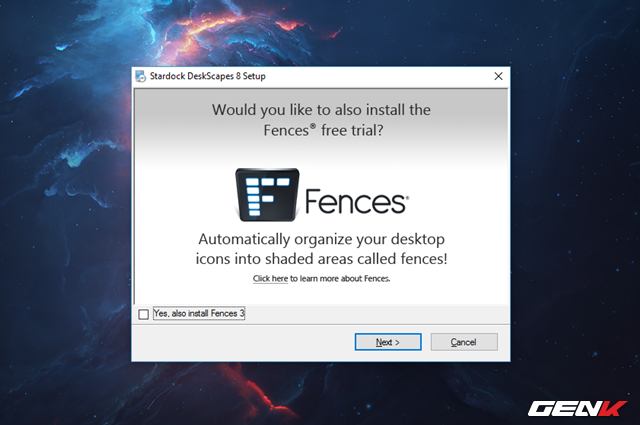 Stardock DeskScapes 8 Setup
Would you like to also install the
Fences® free trial?
Fences®
Automatically organize your desktop
icons into shaded areas called fences!
Click here to learn more about Fences.
Yes, also install Fences 3
Next >
Cancel
GENK